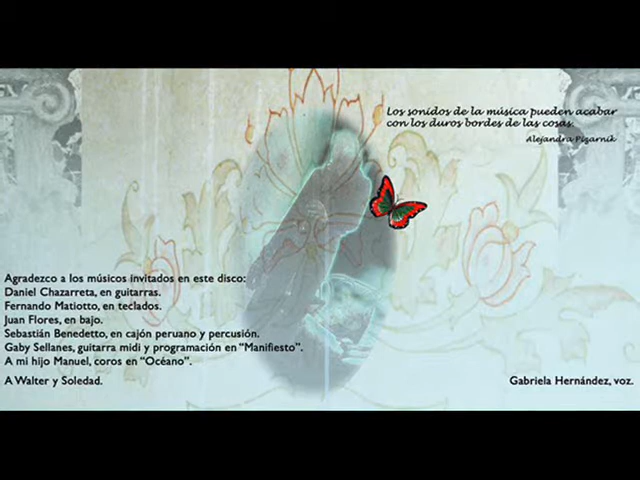 Los sonidos de la música pueden acabar
con los duros bordes de las cosas.
Alejandra Pizarnik
Agradezco a los músicos invitados en este disco:
Daniel Chazarreta, en guitarras.
Fernando Matiotto, en teclados.
Juan Flores, en bajo.
Sebastián Benedetto, en cajón peruano y percusión.
Gaby Sellanes, guitarra midi y programación en “Manifiesto”.
A mi hijo Manuel, coros en “Océano”.
A Walter y Soledad.
Gabriela Hernández, voz.